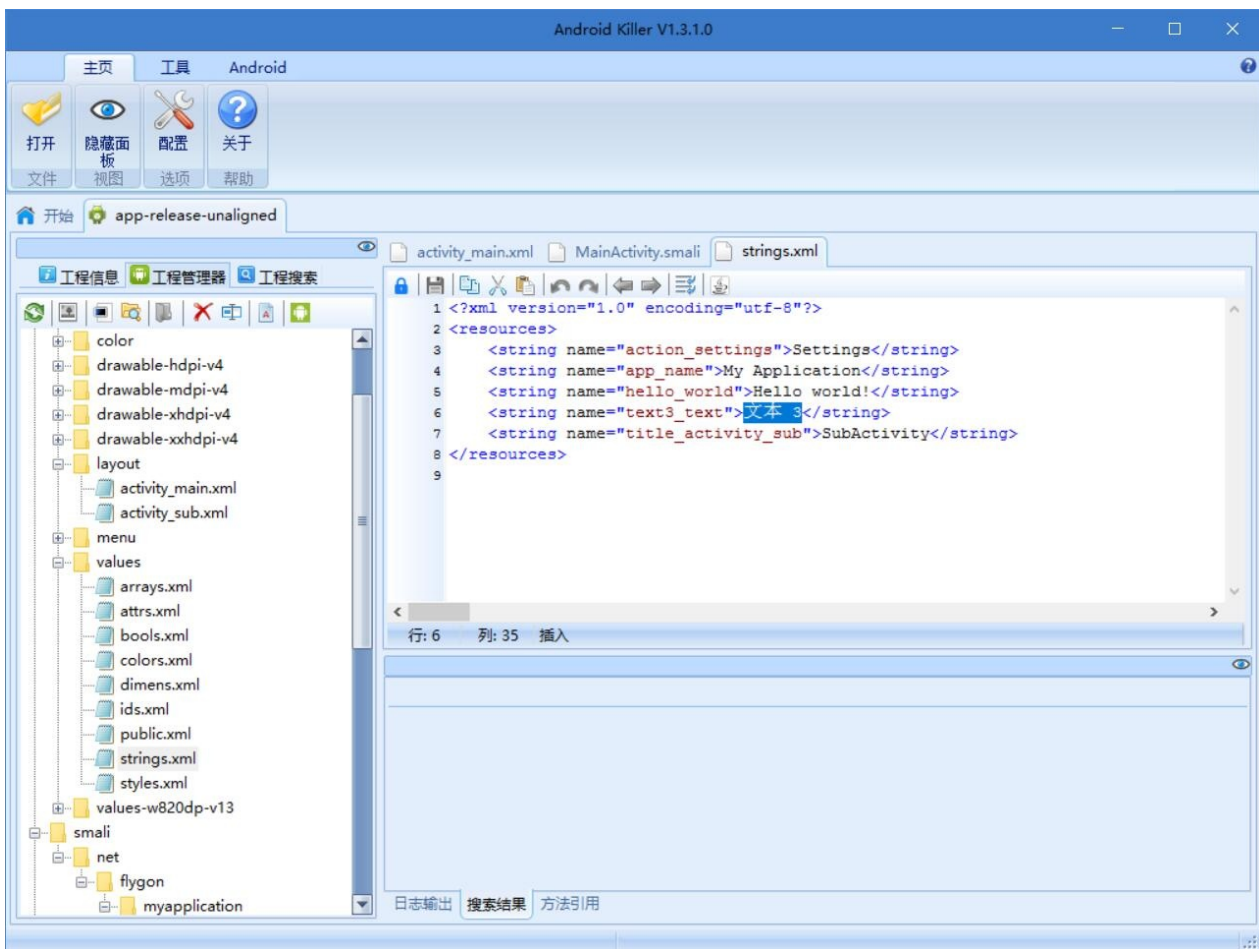 Android Killer V1.3.1.0
主页 工具 Android
打开 隐藏面板 配置 关于
文件 视图 选项 帮助
开始 app-release-unaligned
工程信息 工程管理器 工程搜索
color
drawable-hdpi-v4
drawable-mdpi-v4
drawable-xhdpi-v4
drawable-xxhdpi-v4
layout
activity_main.xml
activity_sub.xml
menu
values
arrays.xml
attrs.xml
bools.xml
colors.xml
dimens.xml
ids.xml
public.xml
strings.xml
styles.xml
values-w820dp-v13
smali
net
flygon
myapplication
activity_main.xml MainActivity.smali strings.xml
1 <?xml version="1.0" encoding="utf-8"?>
2 <resources>
3 <string name="action_settings">Settings</string>
4 <string name="app_name">My Application</string>
5 <string name="hello_world">Hello world!</string>
6 <string name="text3_text">文本 3</string>
7 <string name="title_activity_sub">SubActivity</string>
8 </resources>
9
行: 6 列: 35 插入
日志输出 搜索结果 方法引用